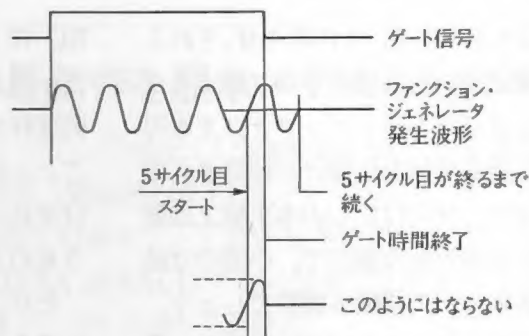 ゲート信号
ファンクション・
ジェネレータ
発生波形
5サイクル目
スタート
5サイクル目が終るまで
続く
ゲート時間終了
このようにはならない